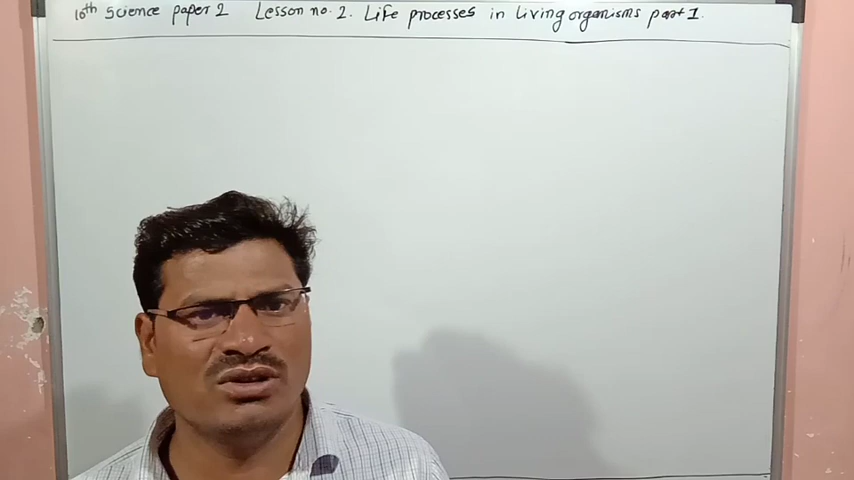 10th Science paper 2 Lesson no. 2. Life processes in living organisms part 1.